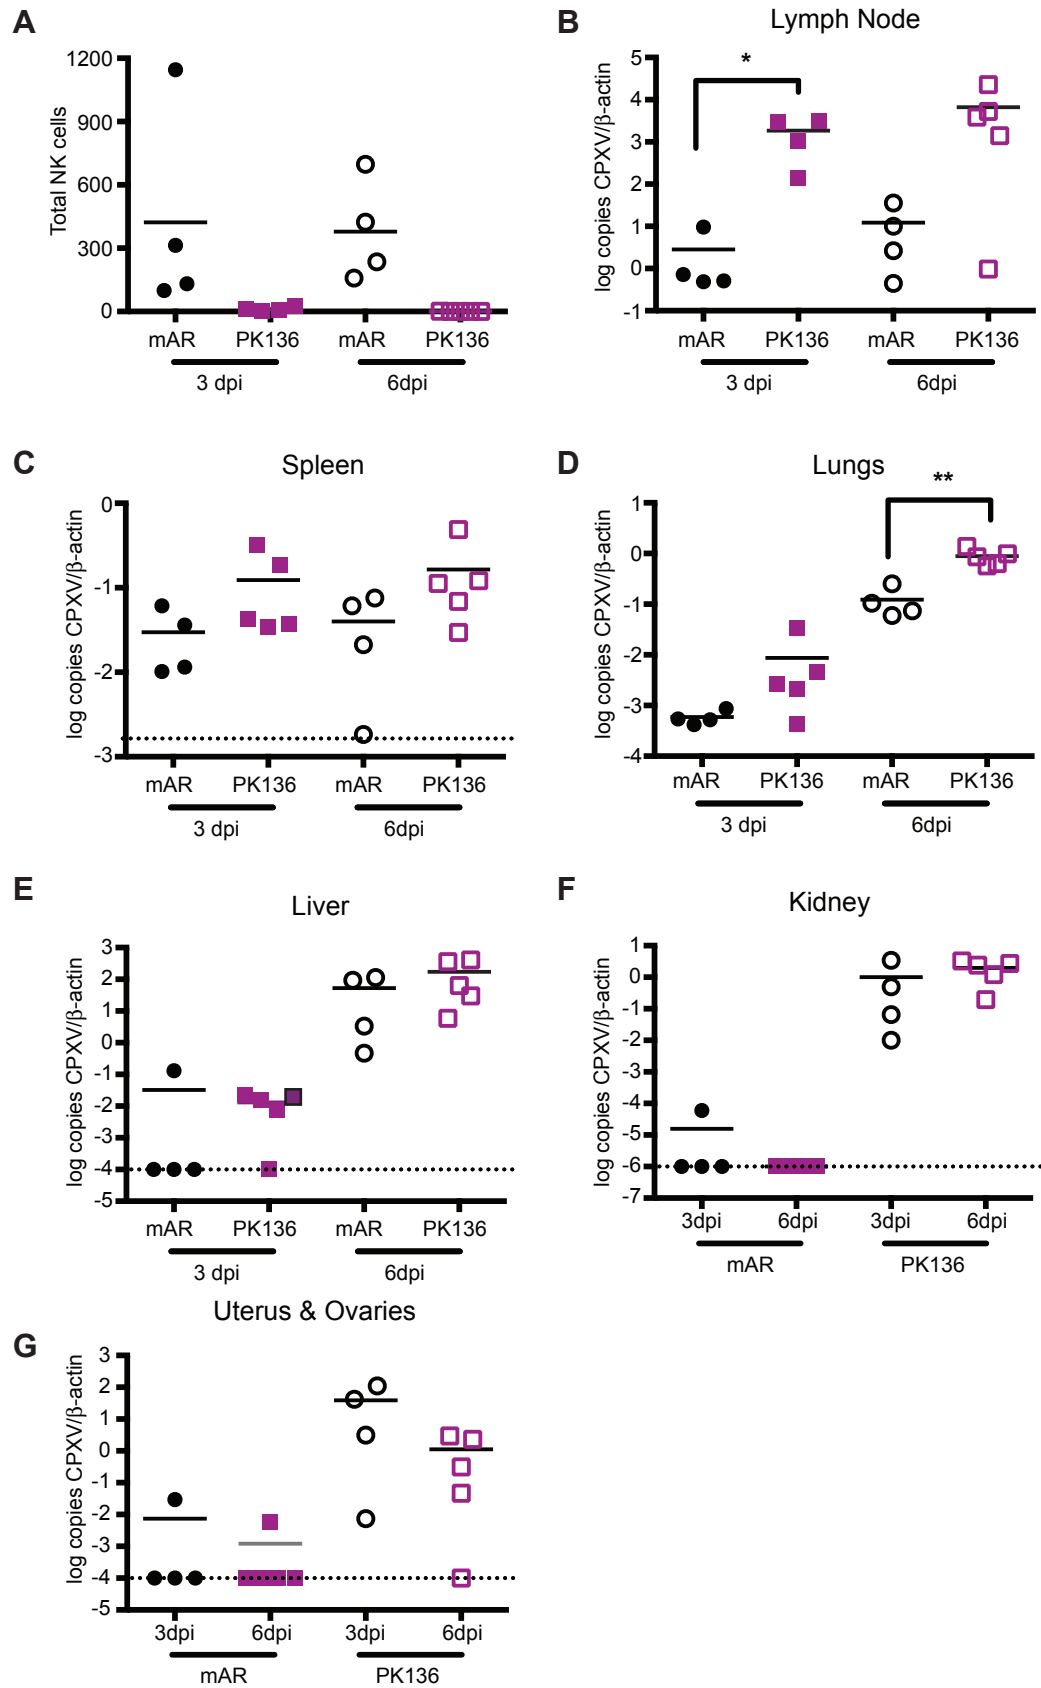 A
Total NK cells
1200
900
600
300
0
mAR PK136 mAR PK136
3 dpi 6dpi
B
Lymph Node
log copies CPXV/β-actin
5
4
3
2
1
0
-1
*
mAR PK136 mAR PK136
3 dpi 6dpi
C
Spleen
log copies CPXV/β-actin
0
-1
-2
-3
mAR PK136 mAR PK136
3 dpi 6dpi
D
Lungs
log copies CPXV/β-actin
1
0
-1
-2
-3
-4
**
mAR PK136 mAR PK136
3 dpi 6dpi
E
Liver
log copies CPXV/β-actin
3
2
1
0
-1
-2
-3
-4
-5
mAR PK136 mAR PK136
3 dpi 6dpi
F
Kidney
log copies CPXV/β-actin
1
0
-1
-2
-4
-5
-6
-7
3dpi 6dpi 3dpi 6dpi
mAR PK136
G
Uterus & Ovaries
log copies CPXV/β-actin
3
2
1
0
-1
-2
-3
-4
-5
3dpi 6dpi 3dpi 6dpi
mAR PK136